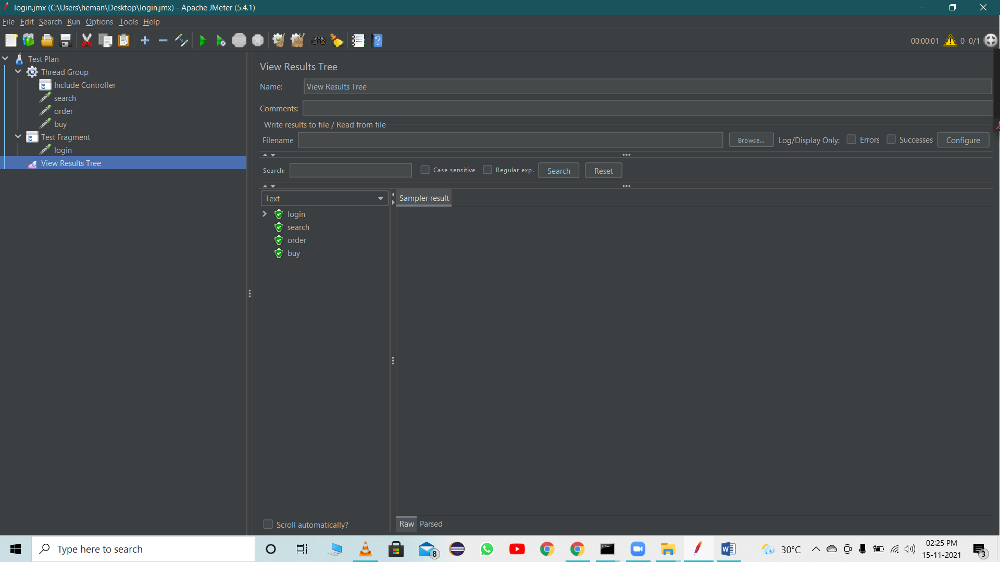 login.jmx (C:\Users\heman\Desktop\login.jmx) - Apache JMeter (5.4.1)
File Edit Search Run Options Tools Help
STOP
00:00:01 0 0/1
Test Plan
Thread Group
Include Controller
search
order
buy
Test Fragment
login
View Results Tree
View Results Tree
Name: View Results Tree
Comments:
Write results to file / Read from file
Filename Browse... Log/Display Only: Errors Successes Configure
Search: Case sensitive Regular exp. Search Reset
Text
login
search
order
buy
Scroll automatically?
Sampler result
Raw Parsed
Type here to search
8
W
30°C
02:25 PM
15-11-2021
3